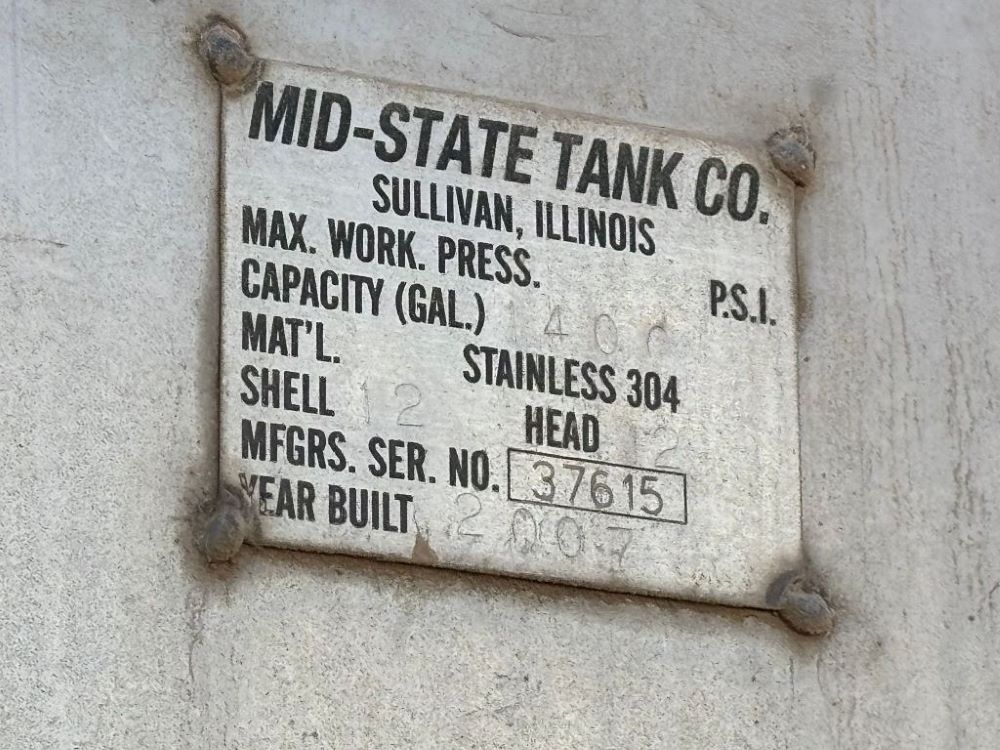 MID-STATE TANK CO.
SULLIVAN, ILLINOIS
MAX. WORK. PRESS. P.S.I.
CAPACITY (GAL.) 1400
MAT'L. STAINLESS 304
SHELL 12 HEAD 12
MFGRS. SER. NO. 37615
YEAR BUILT 2007